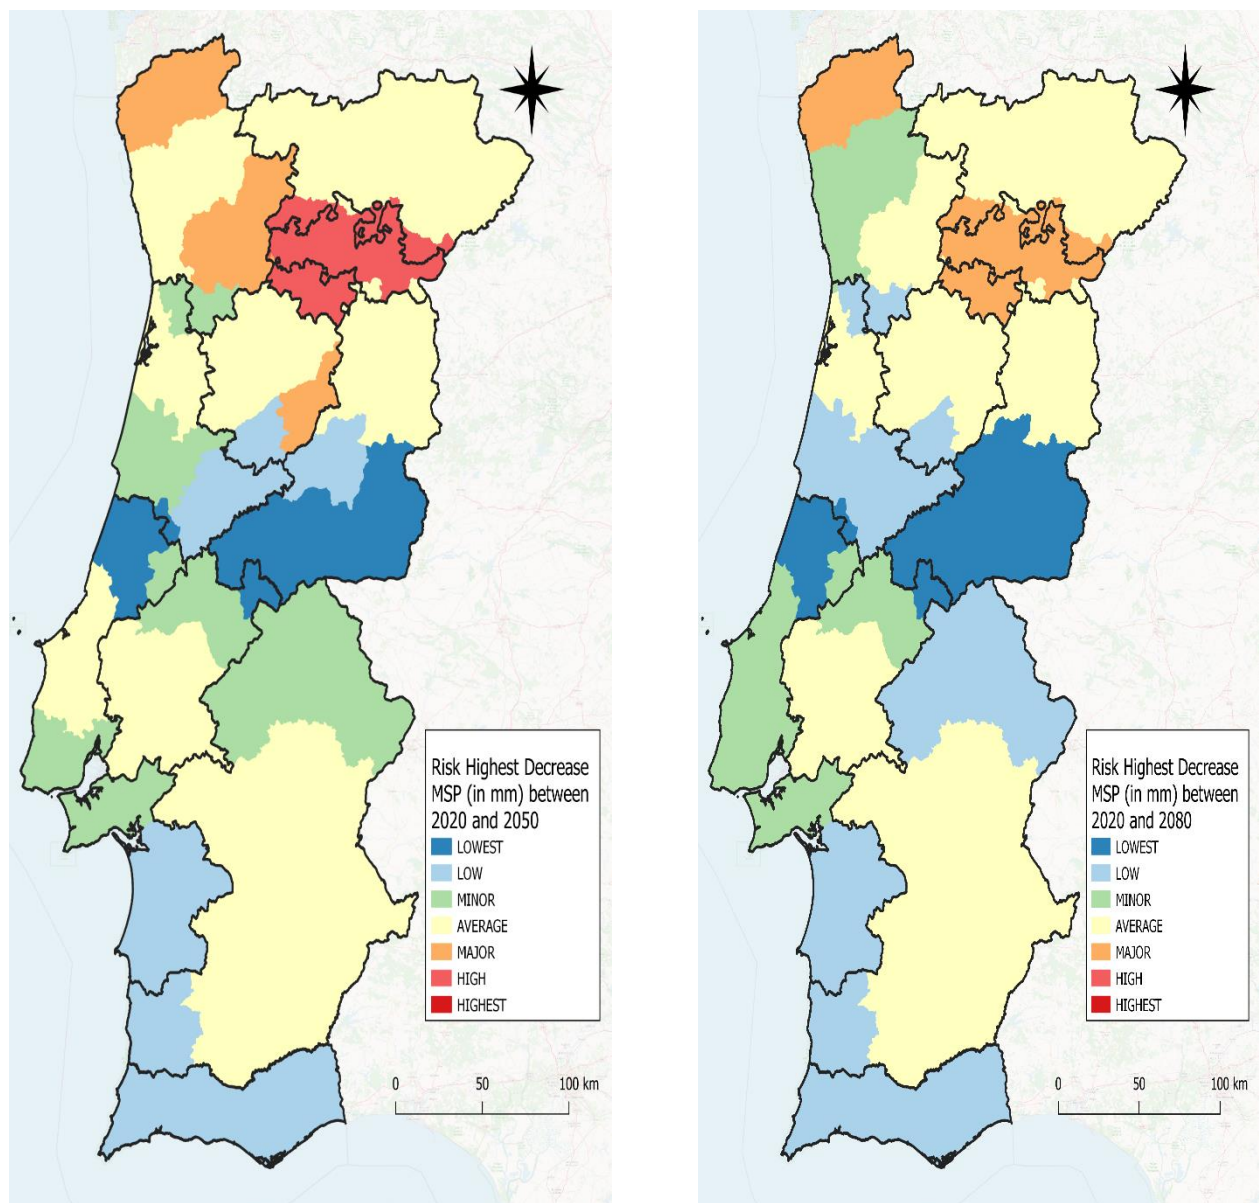 Risk Highest Decrease
MSP (in mm) between
2020 and 2050
LOWEST
LOW
MINOR
AVERAGE
MAJOR
HIGH
HIGHEST
0 50 100 km
Risk Highest Decrease
MSP (in mm) between
2020 and 2080
LOWEST
LOW
MINOR
AVERAGE
MAJOR
HIGH
HIGHEST
0 50 100 km